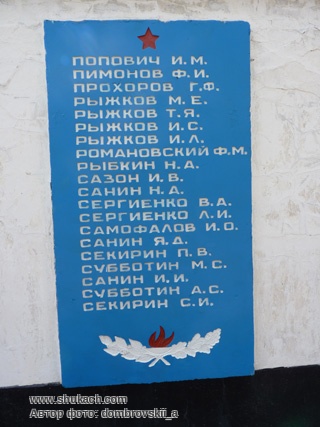 ПОПОВИЧ И.М.
ПИМОНОВ Ф.И.
ПРОХОРОВ Г.Ф.
РЫЖКОВ М.Е.
РЫЖКОВ Т.Я.
РЫЖКОВ И.С.
РЫЖКОВ И.Л.
РОМАНОВСКИЙ Ф.М.
РЫБКИН Н.А.
САЗОН И.В.
САНИН Н.А.
СЕРГИЕНКО В.А.
СЕРГИЕНКО Л.И.
САМОФАЛОВ И.О.
САНИН Я.Д.
СЕКИРИН П.В.
СУББОТИН М.С.
САНИН И.И.
СУББОТИН А.С.
СЕКИРИН С.И.
www.shukach.com
Автор фото: dombrovskii_a